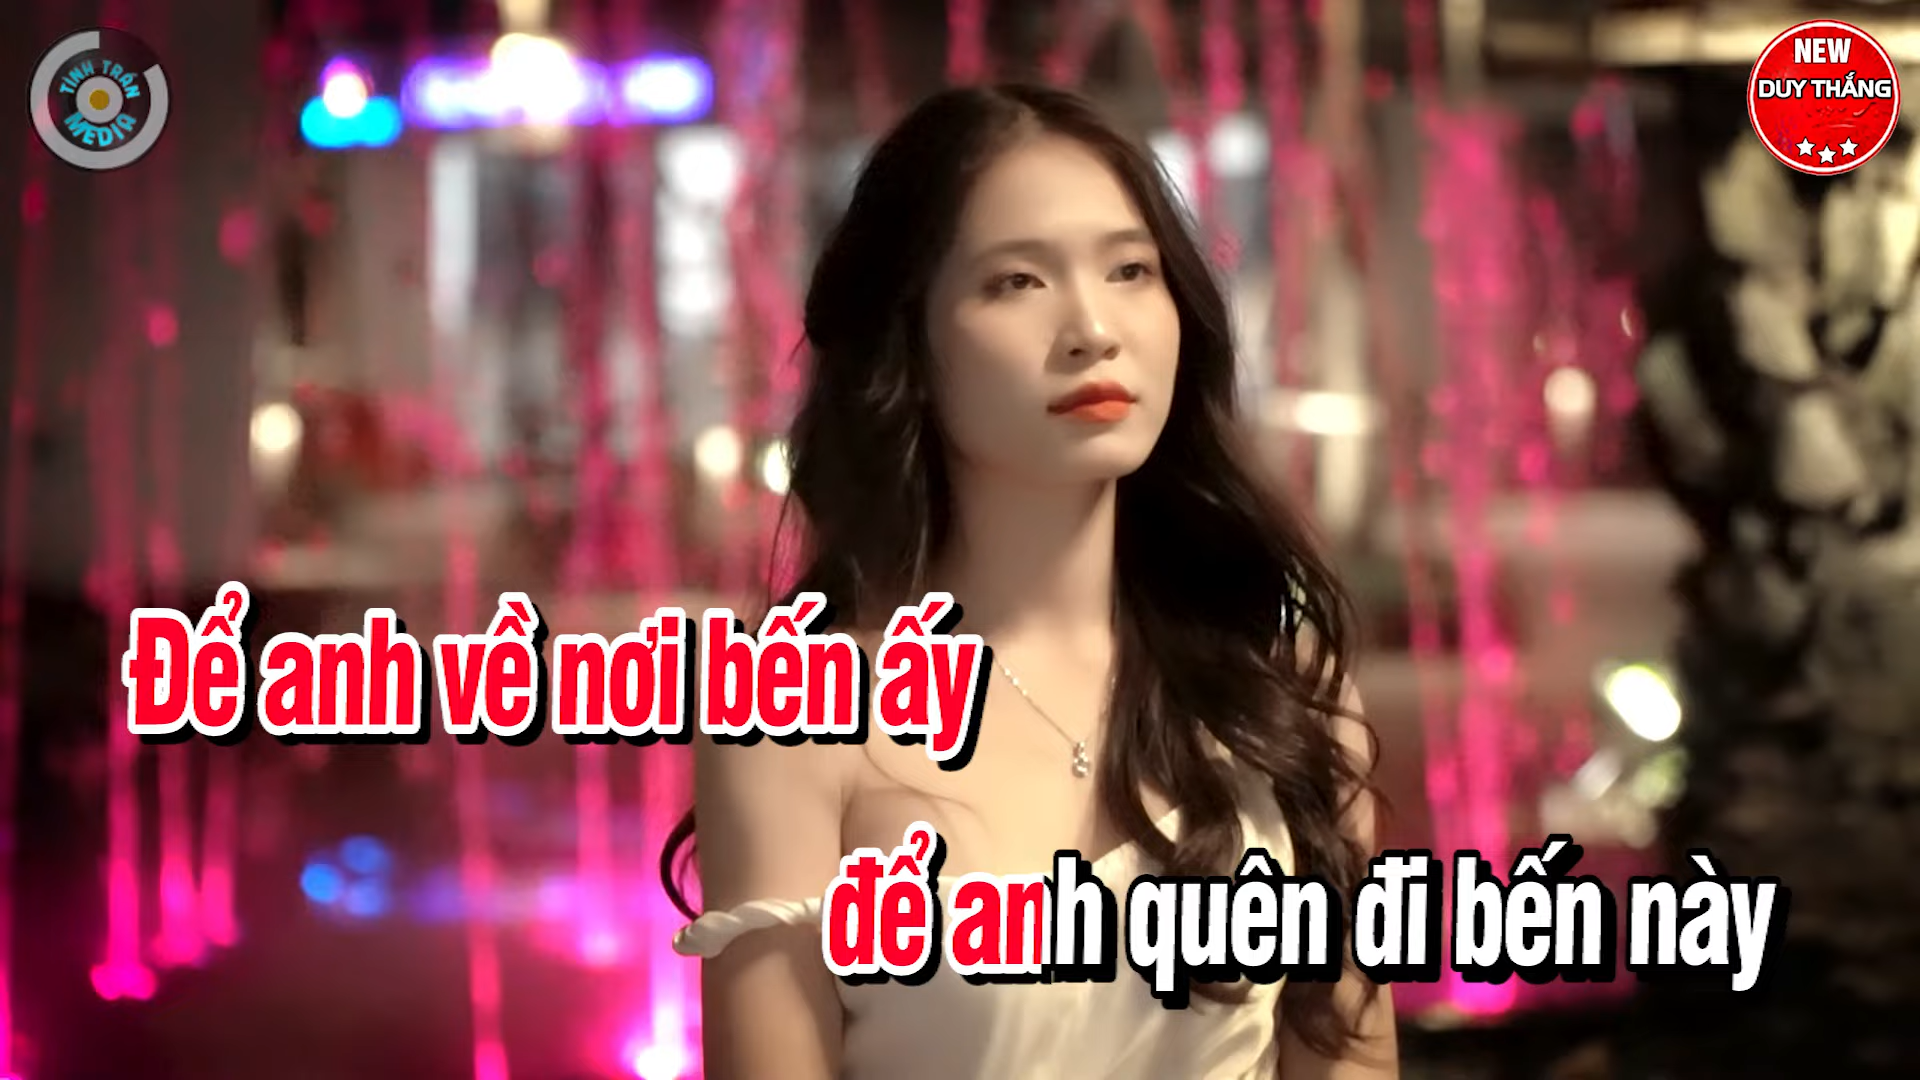 TÌNH TRẦN
MEDIA
NEW
DUY THẮNG
Để anh về nơi bến ấy
để anh quên đi bến này